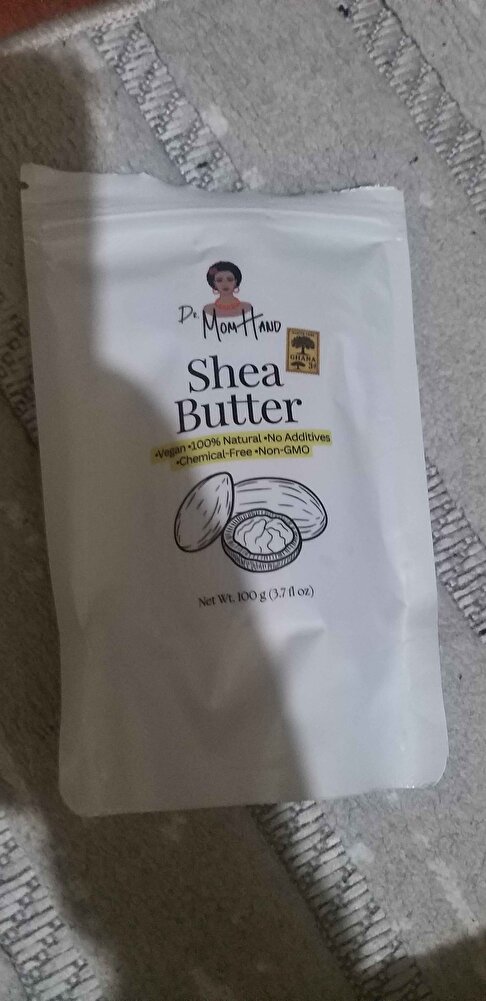 Dr.
MomHand
GHANA
Shea
Butter
•Vegan •100% Natural •No Additives
•Chemical-Free •Non-GMO
Net Wt. 100 g (3.7 fl oz)